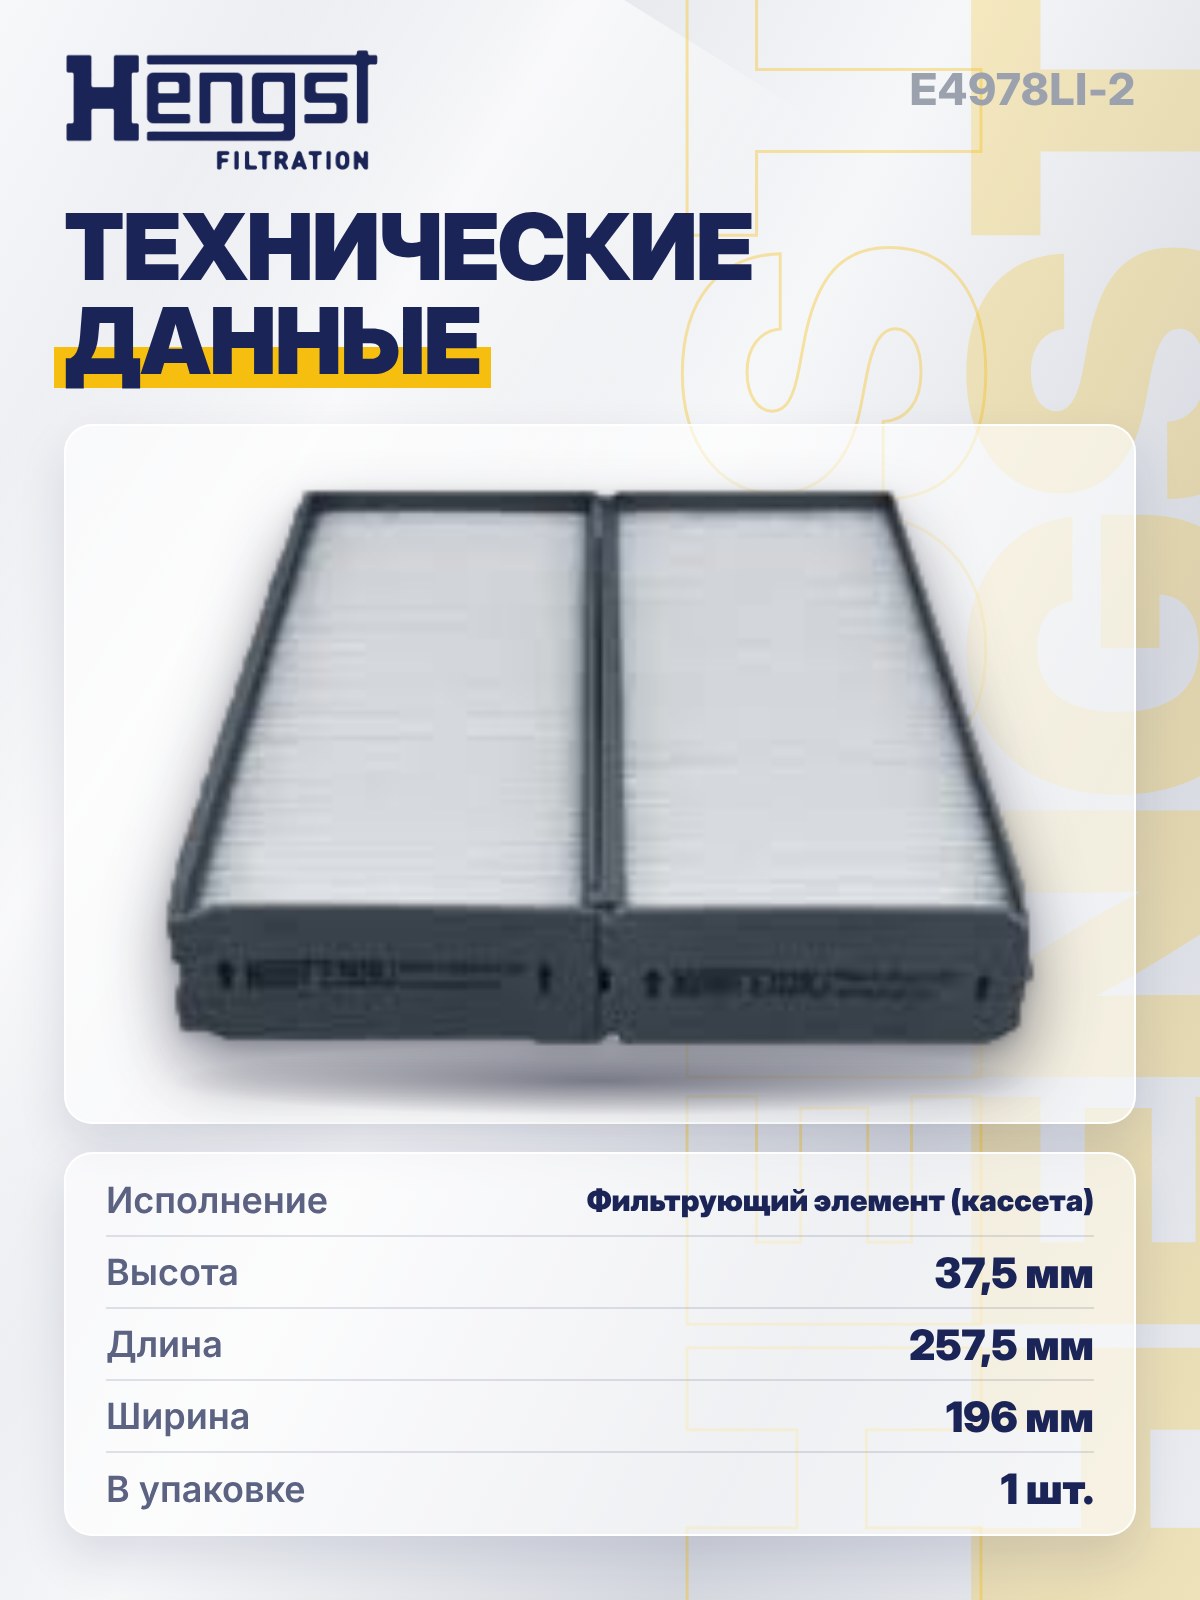 Hengst
FILTRATION
E4978LI-2
ТЕХНИЧЕСКИЕ
ДАННЫЕ
HENGST
Исполнение Фильтрующий элемент (кассета)
Высота 37,5 мм
Длина 257,5 мм
Ширина 196 мм
В упаковке 1 шт.